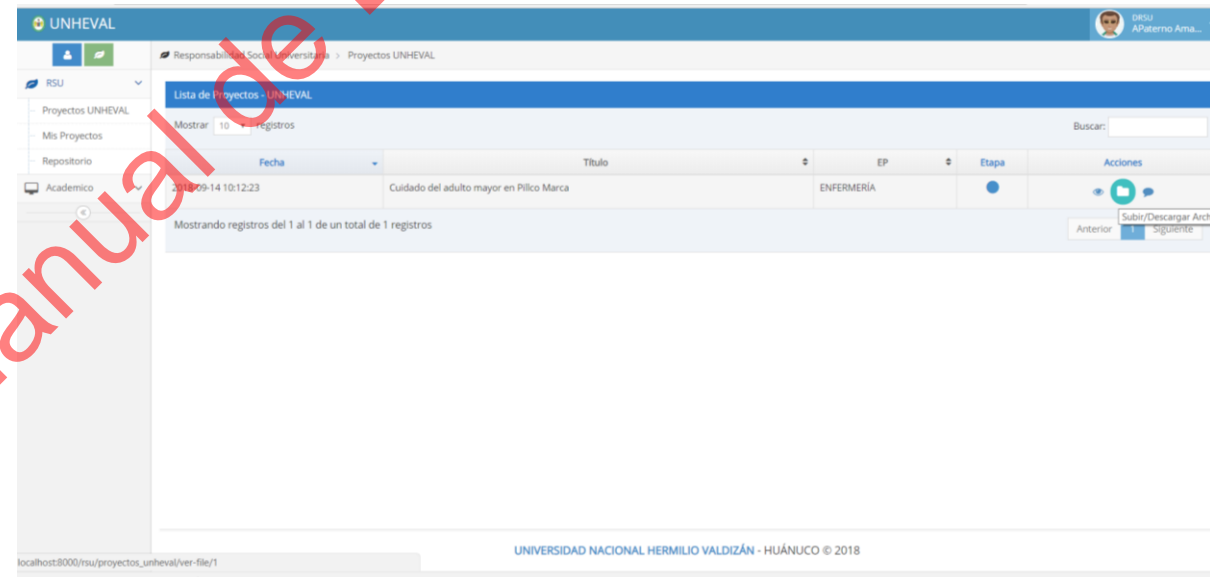 UNHEVAL
DRSU
APaterno Ama...
Responsabilidad Social Universitaria > Proyectos UNHEVAL
RSU
Proyectos UNHEVAL
Mis Proyectos
Repositorio
Academico
Lista de Proyectos - UNHEVAL
Mostrar 10 registros
Buscar:
Fecha Título EP Etapa Acciones
2018-09-14 10:12:23 Cuidado del adulto mayor en Pillco Marca ENFERMERÍA
Subir/Descargar Arch
Mostrando registros del 1 al 1 de un total de 1 registros
Anterior 1 Siguiente
UNIVERSIDAD NACIONAL HERMILIO VALDIZÁN - HUÁNUCO © 2018
localhost:8000/rsu/proyectos_unheval/ver-file/1
anual de